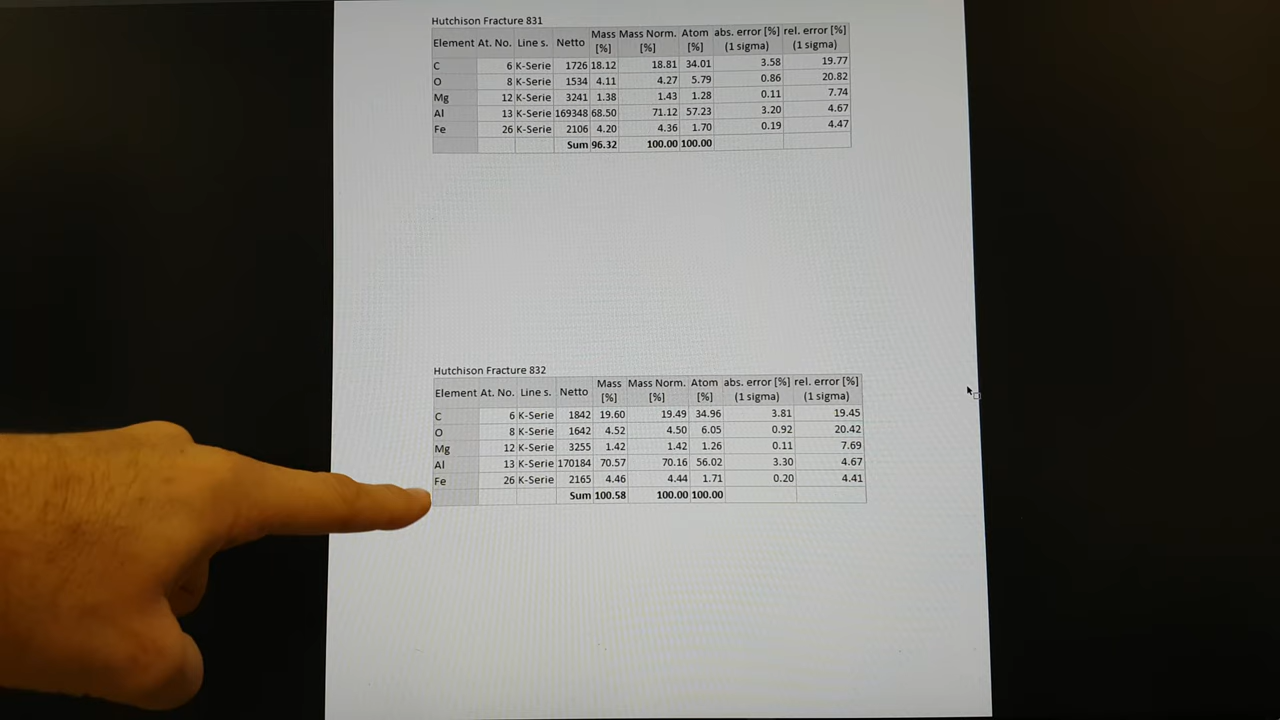 Hutchison Fracture 831
Element At. No. Line s. Netto Mass [%] Mass Norm. [%] Atom [%] abs. error [%] (1 sigma) rel. error [%] (1 sigma)
C 6 K-Serie 1726 18.12 18.81 34.01 3.58 19.77
O 8 K-Serie 1534 4.11 4.27 5.79 0.86 20.82
Mg 12 K-Serie 3241 1.38 1.43 1.28 0.11 7.74
Al 13 K-Serie 169348 68.50 71.12 57.23 3.20 4.67
Fe 26 K-Serie 2106 4.20 4.36 1.70 0.19 4.47
Sum 96.32 100.00 100.00
Hutchison Fracture 832
Element At. No. Line s. Netto Mass [%] Mass Norm. [%] Atom [%] abs. error [%] (1 sigma) rel. error [%] (1 sigma)
C 6 K-Serie 1842 19.60 19.49 34.96 3.81 19.45
O 8 K-Serie 1642 4.52 4.50 6.05 0.92 20.42
Mg 12 K-Serie 3255 1.42 1.42 1.26 0.11 7.69
Al 13 K-Serie 170184 70.57 70.16 56.02 3.30 4.67
Fe 26 K-Serie 2165 4.46 4.44 1.71 0.20 4.41
Sum 100.58 100.00 100.00